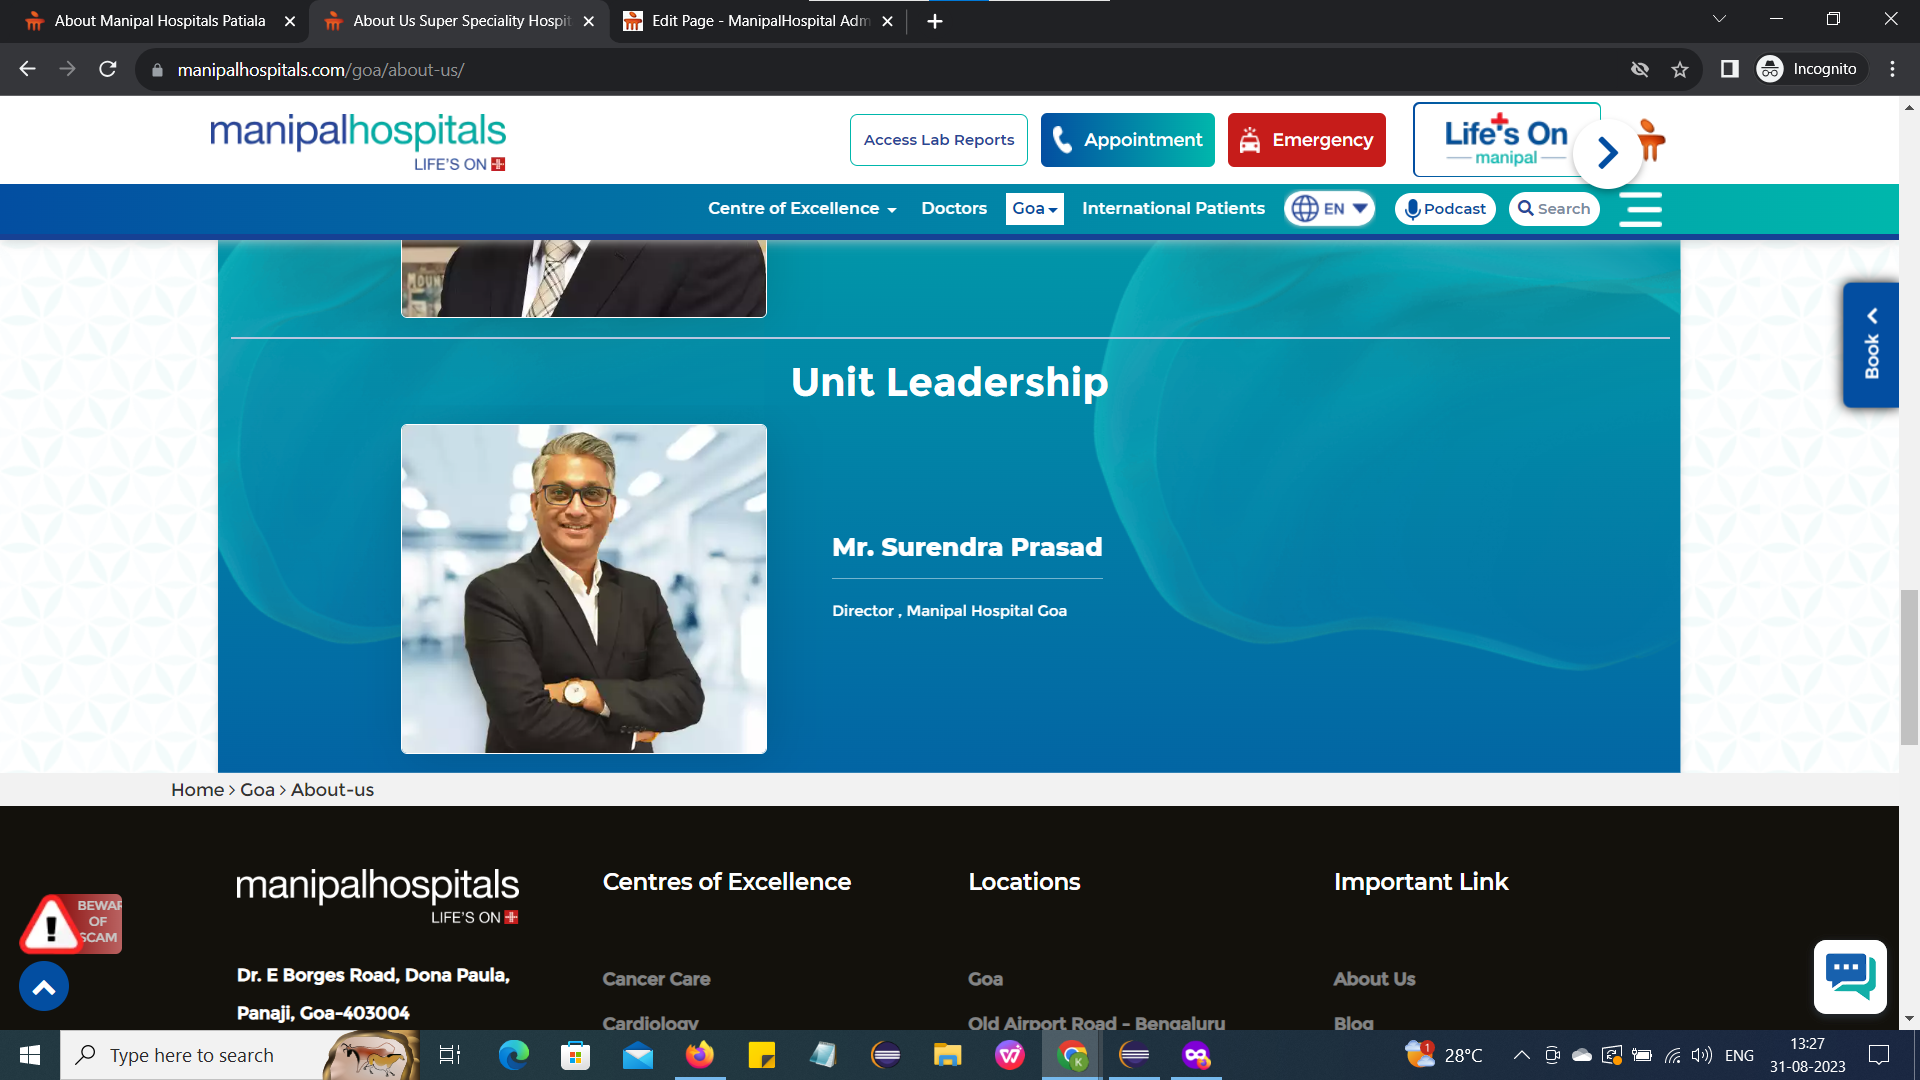 About Manipal Hospitals Patiala
About Us Super Speciality Hospit
Edit Page - ManipalHospital Adm
manipalhospitals.com/goa/about-us/
Incognito
manipalhospitals
LIFE'S ON
Access Lab Reports
Appointment
Emergency
Life's On
manipal
Centre of Excellence
Doctors
Goa
International Patients
EN
Podcast
Search
Book
Unit Leadership
Mr. Surendra Prasad
Director , Manipal Hospital Goa
Home > Goa > About-us
manipalhospitals
LIFE'S ON
Centres of Excellence
Locations
Important Link
BEWAR
OF
SCAM
Dr. E Borges Road, Dona Paula,
Panaji, Goa-403004
Cancer Care
Goa
About Us
Cardiology
Old Airport Road - Bengaluru
Blog
Type here to search
1
28°C
ENG
13:27
31-08-2023